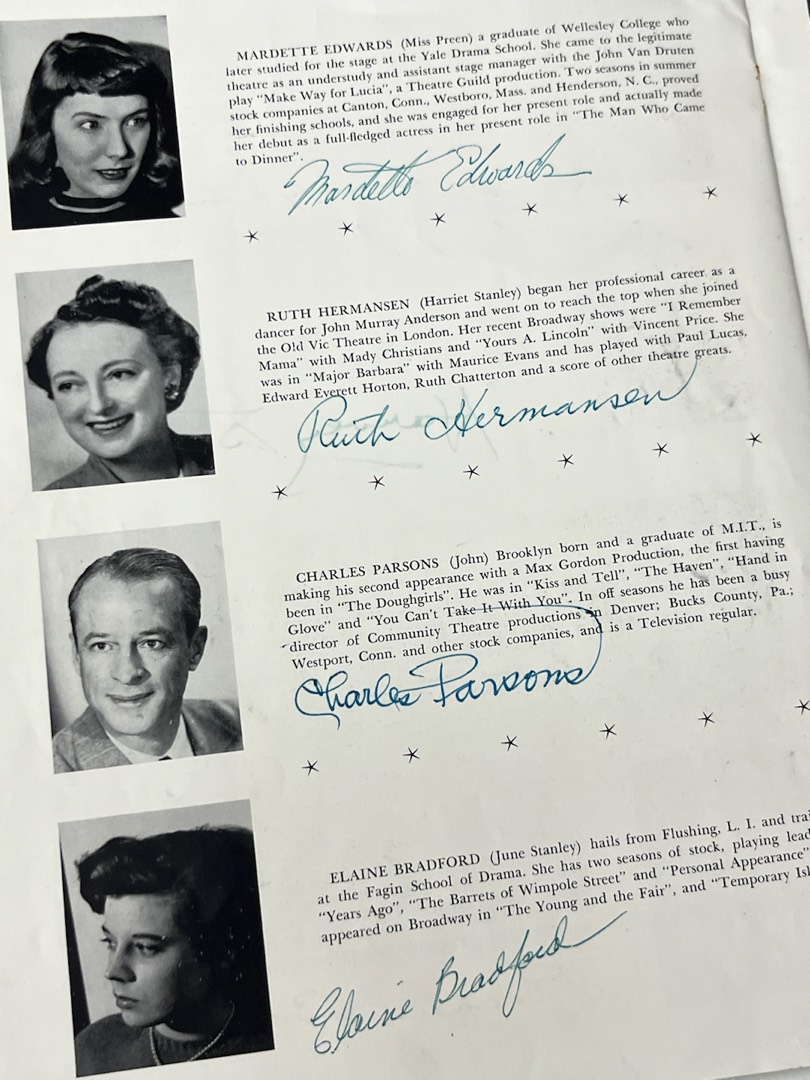 MARDETTE EDWARDS (Miss Preen) a graduate of Wellesley College who
later studied for the stage at the Yale Drama School. She came to the legitimate
theatre as an understudy and assistant stage manager with the John Van Druten
play "Make Way for Lucia", a Theatre Guild production. Two seasons in summer
stock companies at Canton, Conn., Westboro, Mass. and Henderson, N. C., proved
her finishing schools, and she was engaged for her present role and actually made
her debut as a full-fledged actress in her present role in "The Man Who Came
to Dinner".
Mardette Edwards
RUTH HERMANSEN (Harriet Stanley) began her professional career as a
dancer for John Murray Anderson and went on to reach the top when she joined
the Old Vic Theatre in London. Her recent Broadway shows were "I Remember
Mama" with Mady Christians and "Yours A. Lincoln" with Vincent Price. She
was in "Major Barbara" with Maurice Evans and has played with Paul Lucas,
Edward Everett Horton, Ruth Chatterton and a score of other theatre greats.
Ruth Hermansen
CHARLES PARSONS (John) Brooklyn born and a graduate of M.I.T., is
making his second appearance with a Max Gordon Production, the first having
been in "The Doughgirls". He was in "Kiss and Tell", "The Haven", "Hand in
Glove" and "You Can't Take It With You". In off seasons he has been a busy
director of Community Theatre productions in Denver; Bucks County, Pa.;
Westport, Conn. and other stock companies, and is a Television regular.
Charles Parsons
ELAINE BRADFORD (June Stanley) hails from Flushing, L. I. and trai
at the Fagin School of Drama. She has two seasons of stock, playing lead
"Years Ago", "The Barrets of Wimpole Street" and "Personal Appearance"
appeared on Broadway in "The Young and the Fair", and "Temporary Isl
Elaine Bradford